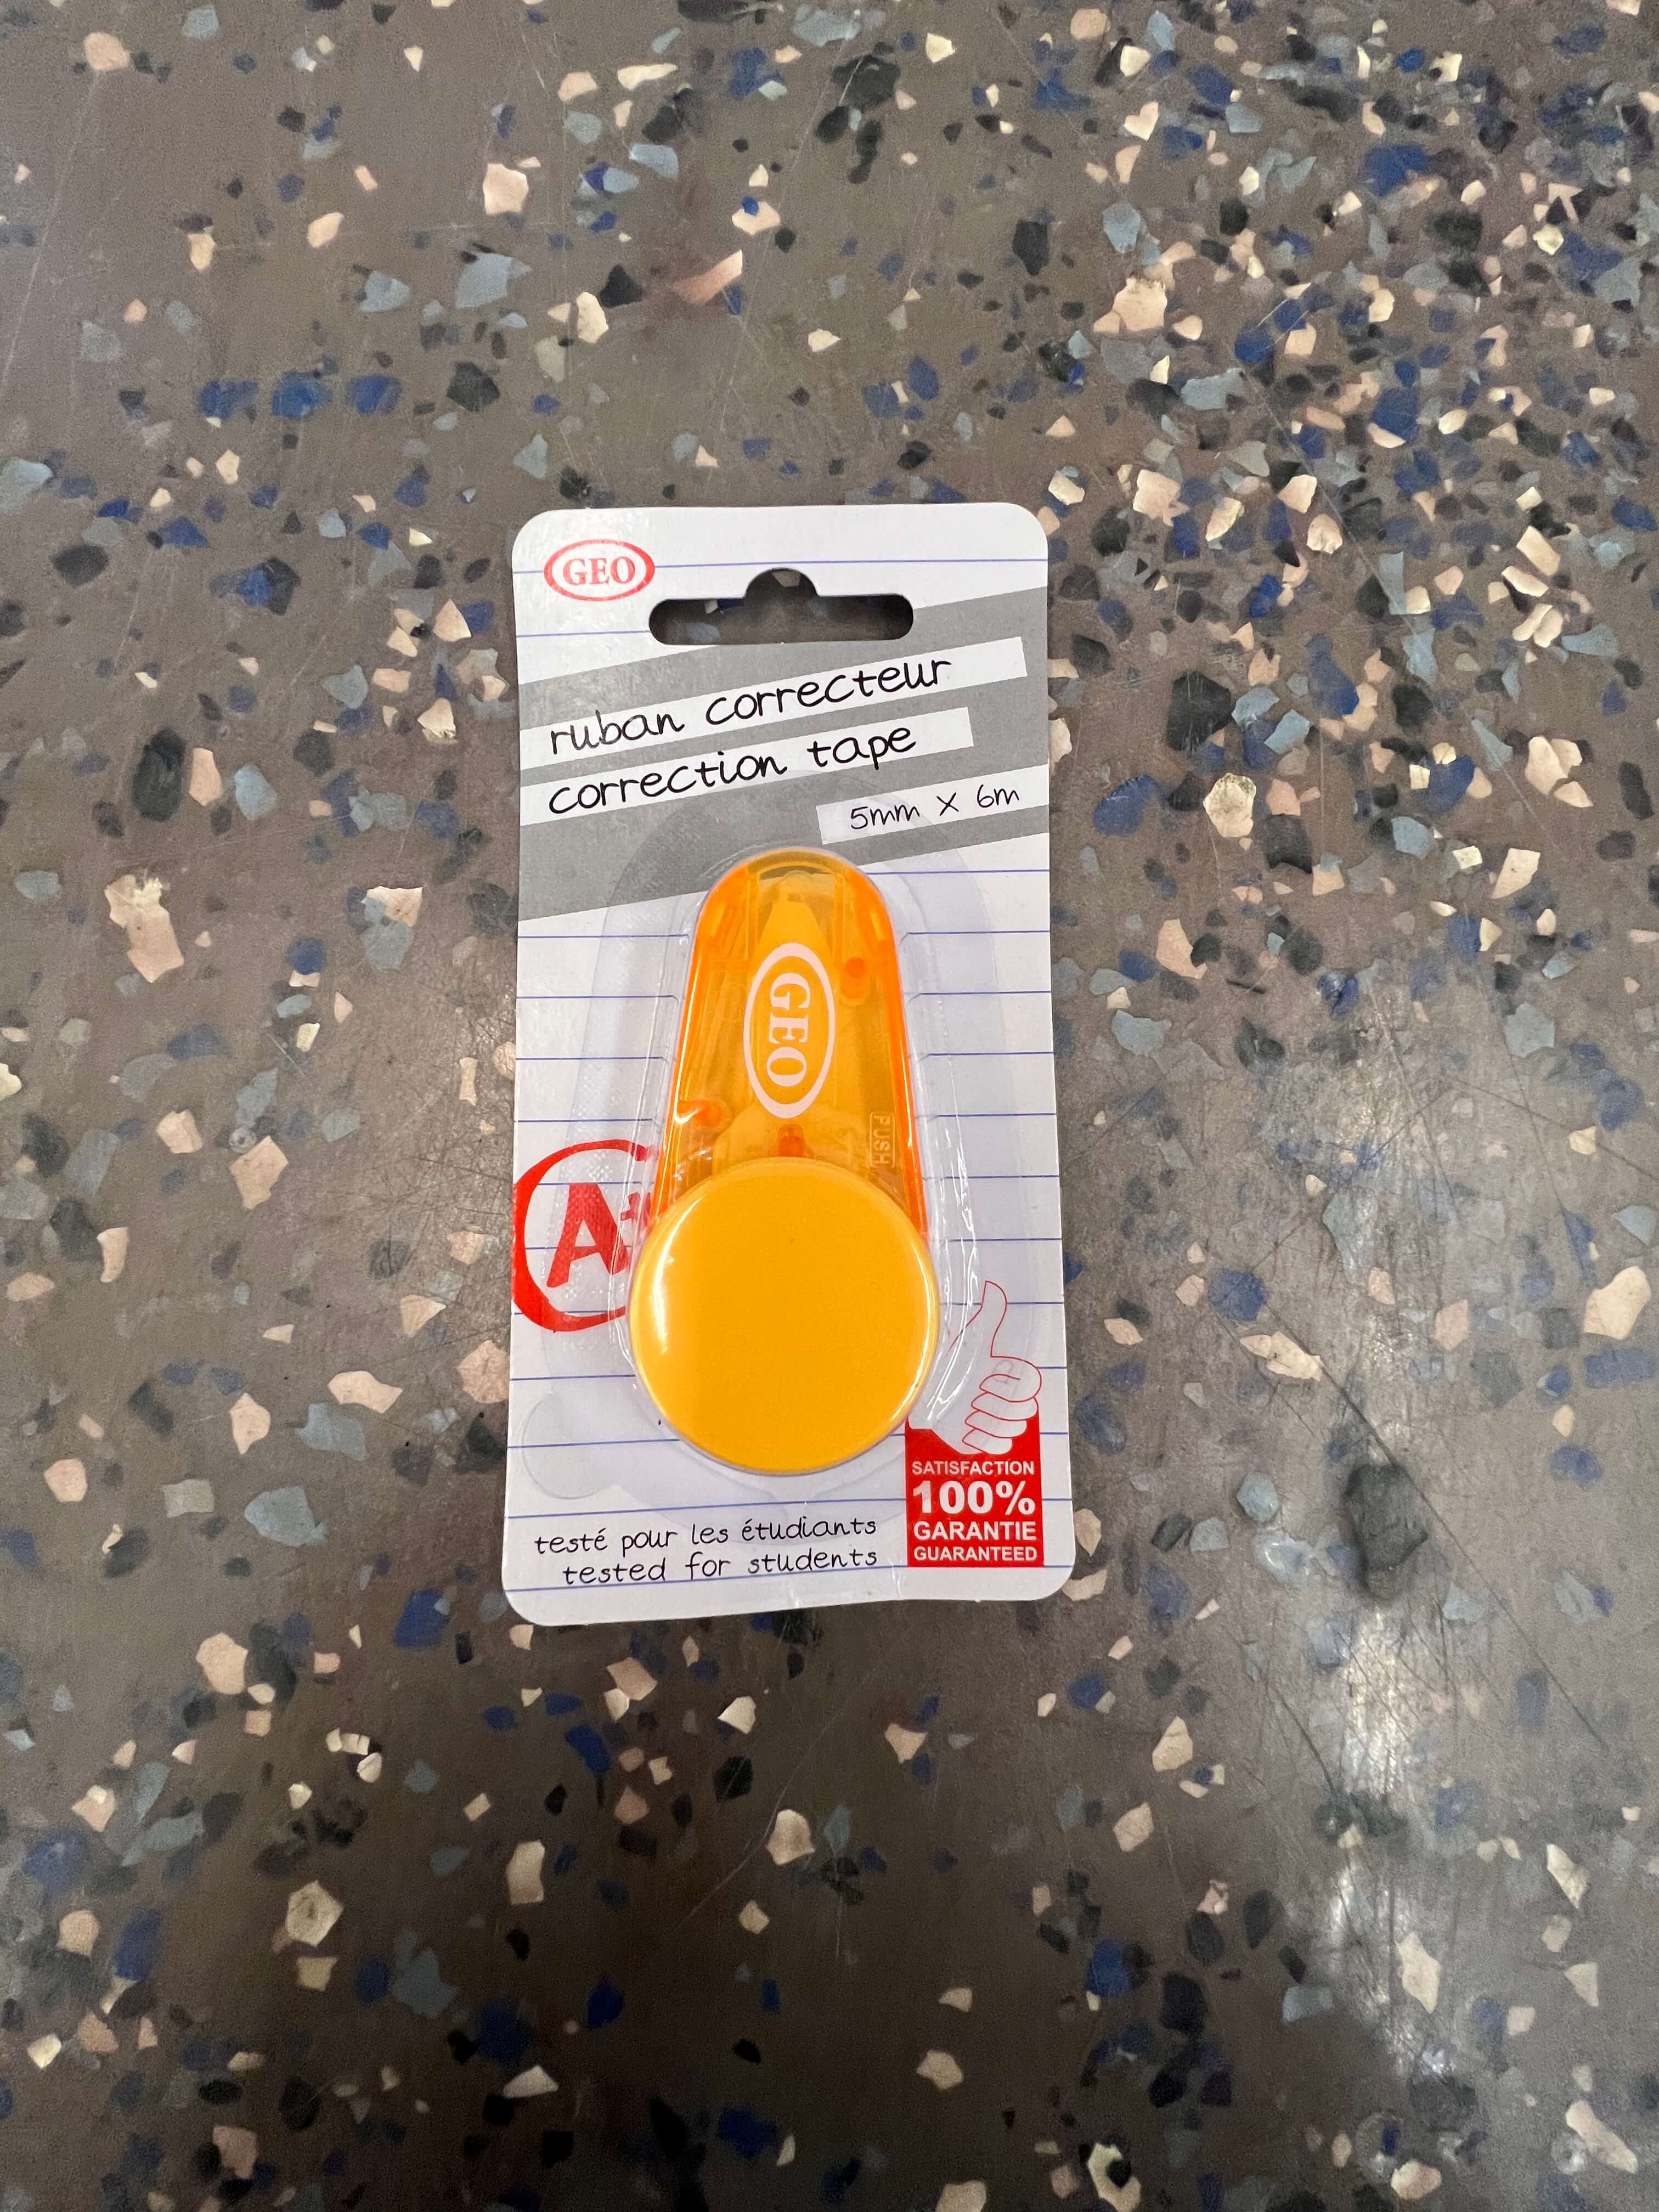 GEO
ruban correcteur
correction tape
5mm X 6m
GEO
PUSH
A+
SATISFACTION
100%
GARANTIE
GUARANTEED
testé pour les étudiants
tested for students